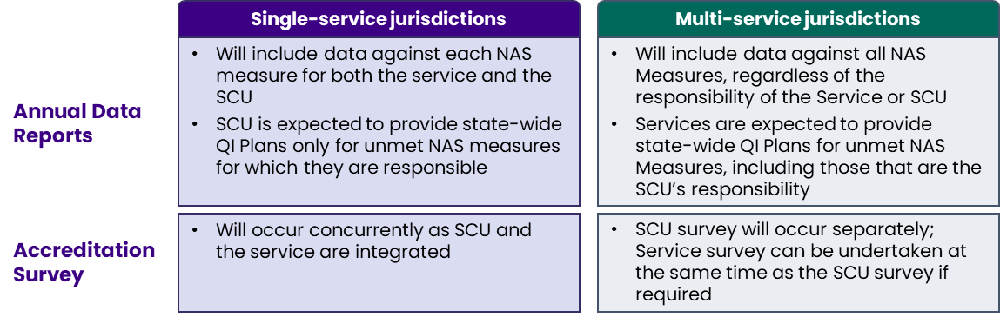 Single-service jurisdictions
Multi-service jurisdictions
Annual Data
Reports
• Will include data against each NAS
measure for both the service and the
SCU
• SCU is expected to provide state-wide
QI Plans only for unmet NAS measures
for which they are responsible
• Will include data against all NAS
Measures, regardless of the
responsibility of the Service or SCU
• Services are expected to provide
state-wide QI Plans for unmet NAS
Measures, including those that are the
SCU’s responsibility
Accreditation
Survey
• Will occur concurrently as SCU and
the service are integrated
• SCU survey will occur separately;
Service survey can be undertaken at
the same time as the SCU survey if
required